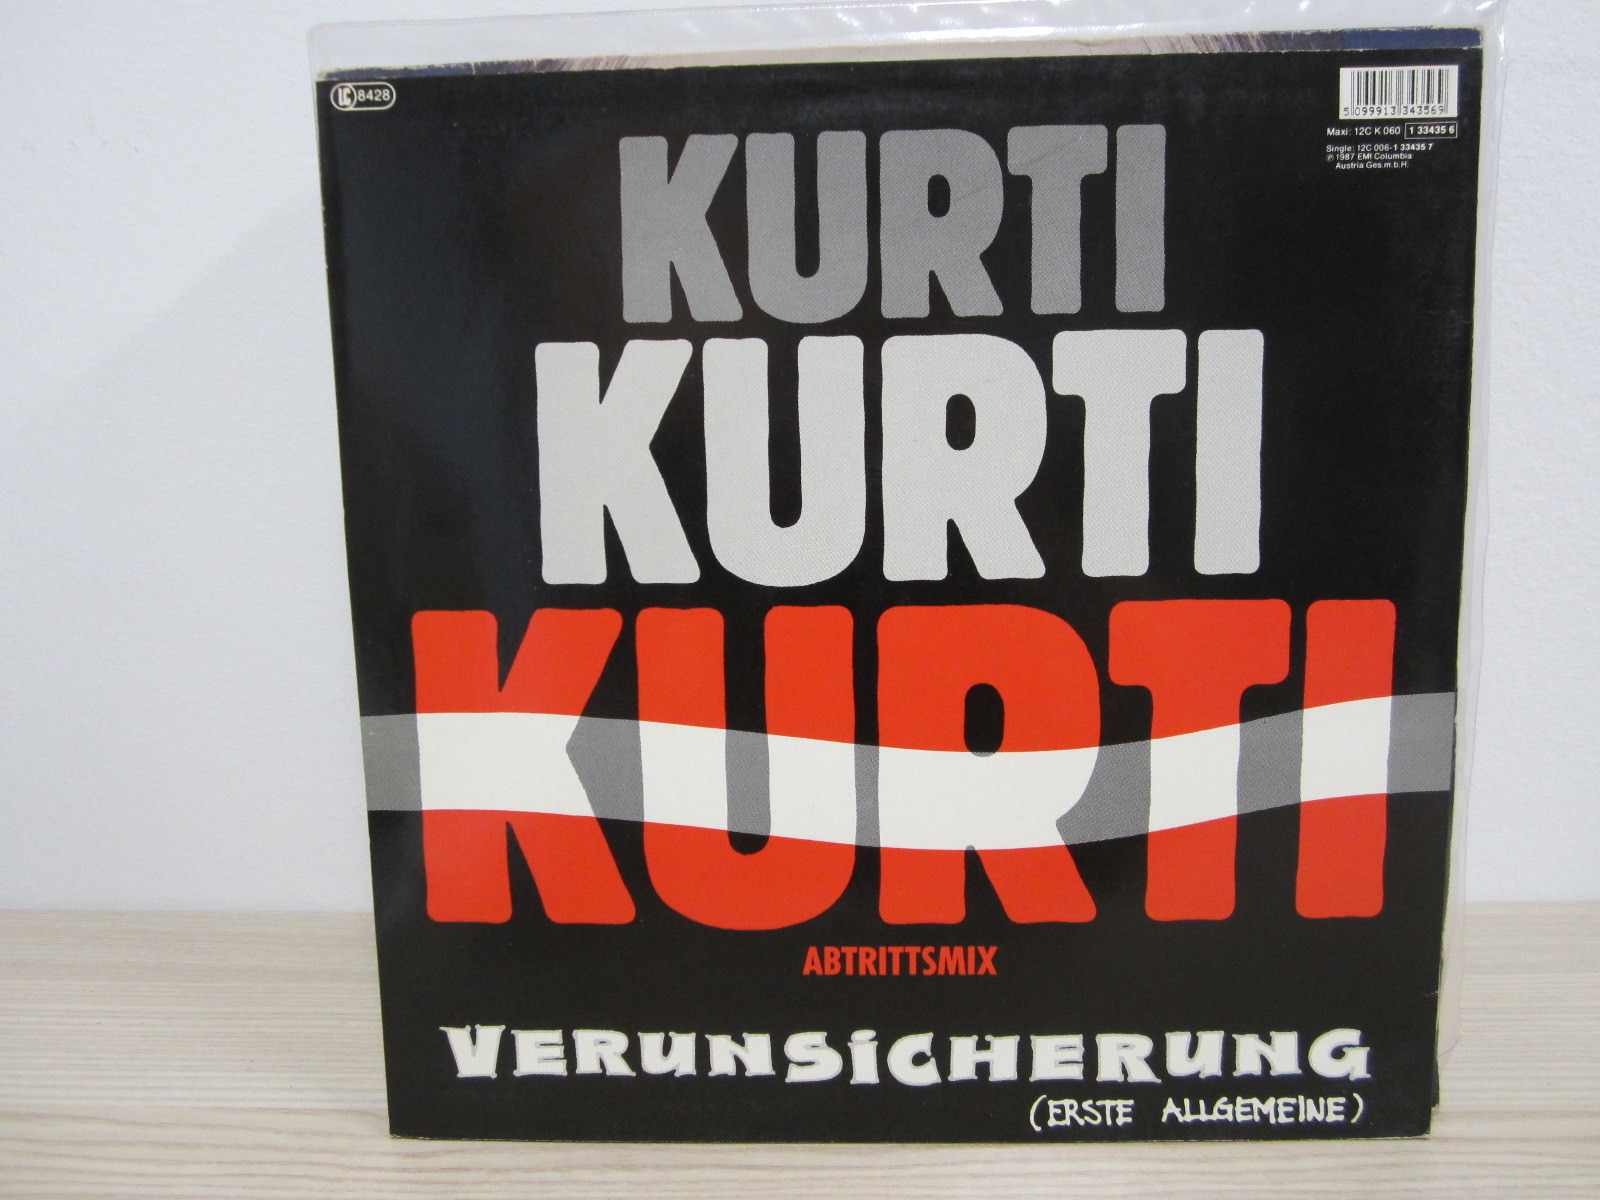 LC 8428
5 099913 343569
Maxi: 12C K 060 1 33435 6
Single: 12C 006-1 33435 7
℗ 1987 EMI Columbia
Austria Ges.m.b.H.
KURTI
KURTI
KURTI
ABTRITTSMIX
VERUNSiCHERUNG
(ERSTE ALLGEMEINE)